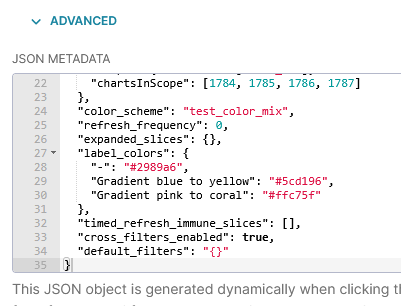 ADVANCED
JSON METADATA
22 "chartsInScope": [1784, 1785, 1786, 1787]
23 },
24 "color_scheme": "test_color_mix",
25 "refresh_frequency": 0,
26 "expanded_slices": {},
27 "label_colors": {
28 "-": "#2989a6",
29 "Gradient blue to yellow": "#5cd196",
30 "Gradient pink to coral": "#ffc75f"
31 },
32 "timed_refresh_immune_slices": [],
33 "cross_filters_enabled": true,
34 "default_filters": "{}"
35 }
This JSON object is generated dynamically when clicking th